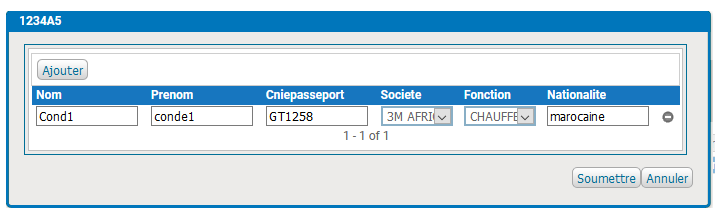 1234A5
Ajouter
Nom Prenom Cniepasseport Societe Fonction Nationalite
Cond1 conde1 GT1258 3M AFRI CHAUFFE marocaine
1 - 1 of 1
Soumettre Annuler